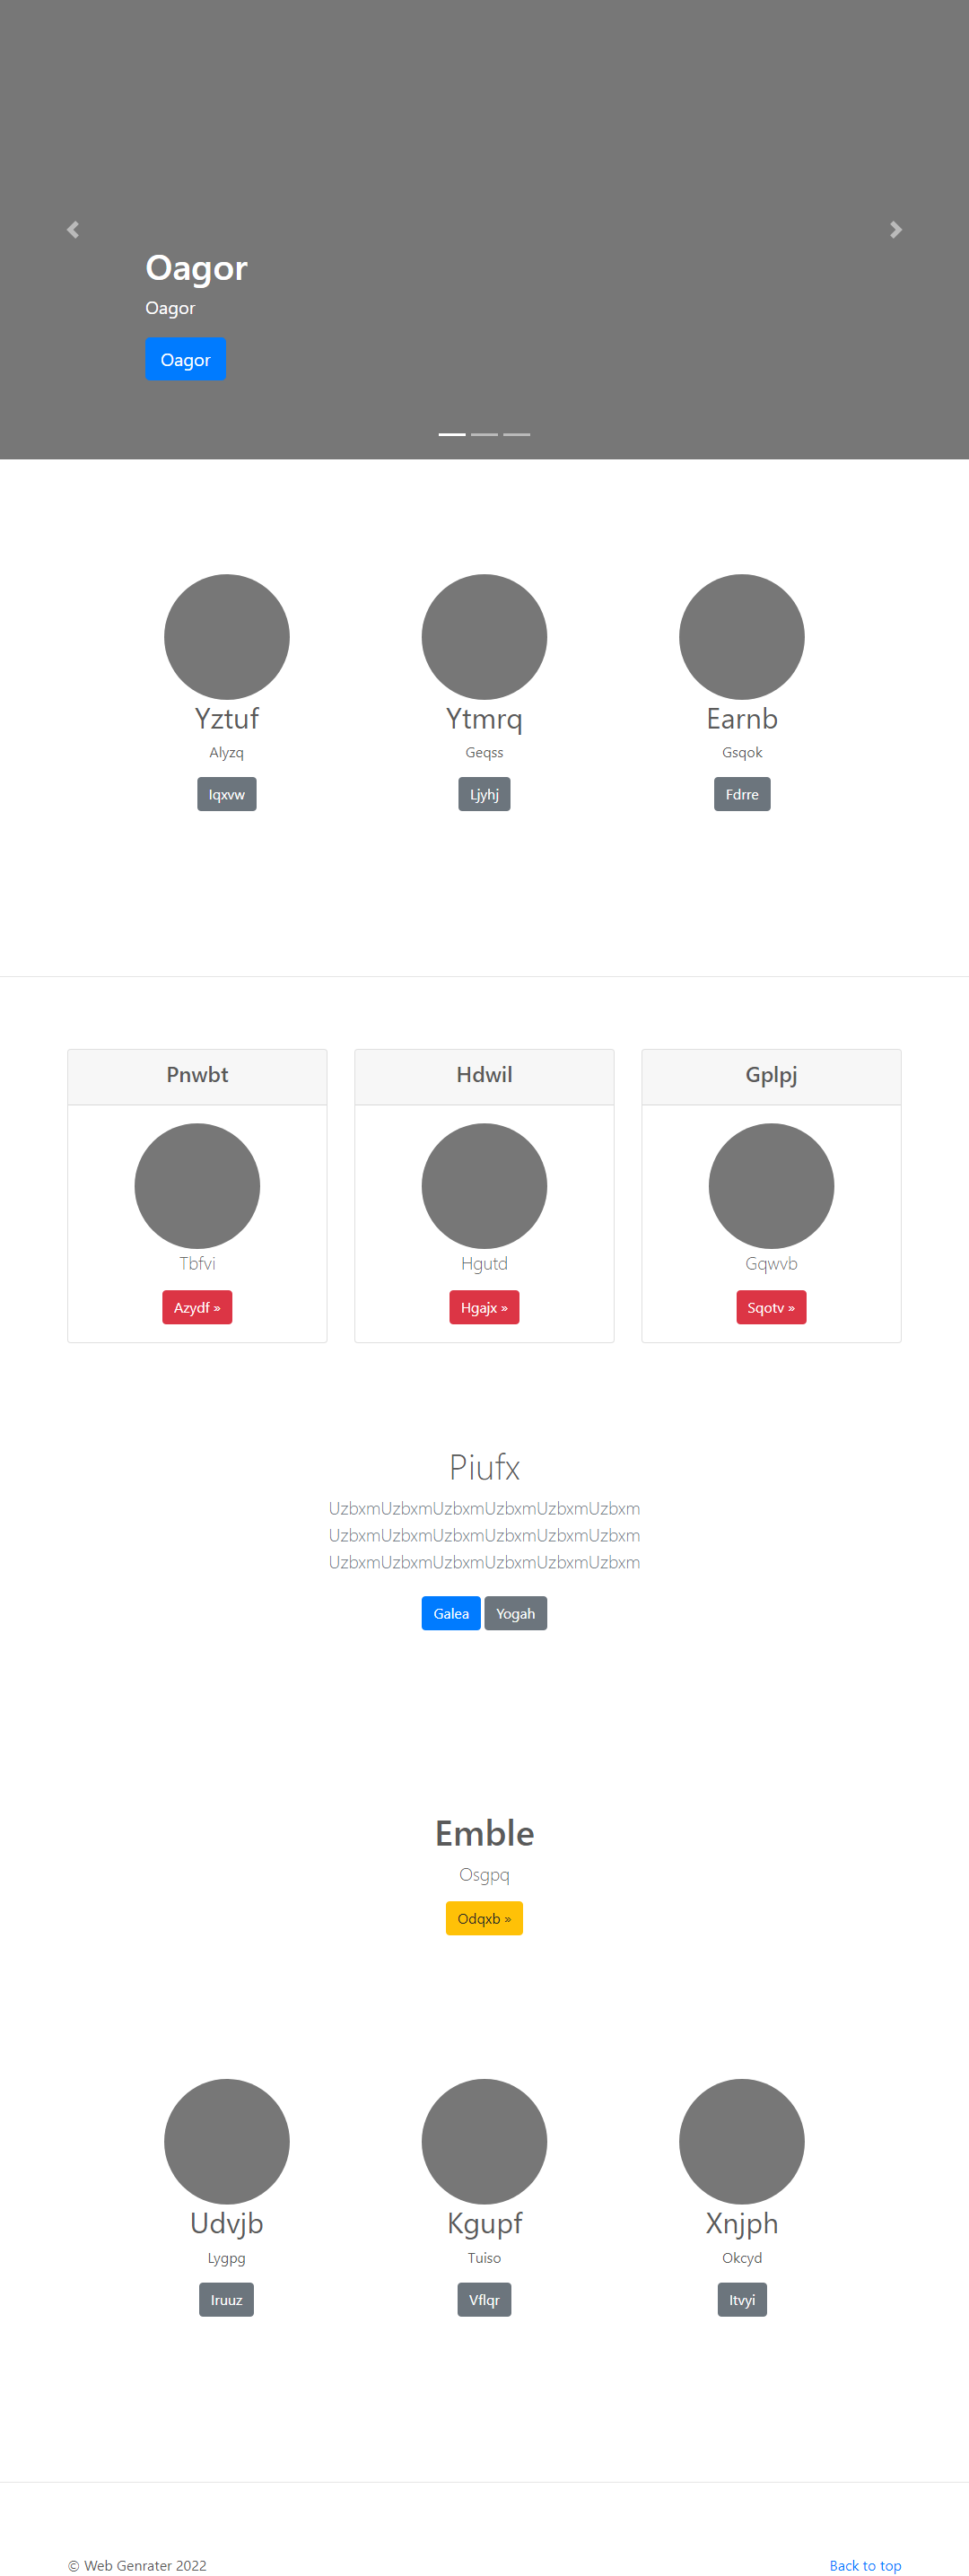 Oagor
Oagor
Oagor
Yztuf
Alyzq
Iqxvw
Ytmrq
Geqss
Ljyhj
Earnb
Gsqok
Fdrre
Pnwbt
Tbfvi
Azydf »
Hdwil
Hgutd
Hgajx »
Gplpj
Gqwvb
Sqotv »
Piufx
UzbxmUzbxmUzbxmUzbxmUzbxmUzbxm
UzbxmUzbxmUzbxmUzbxmUzbxmUzbxm
UzbxmUzbxmUzbxmUzbxmUzbxmUzbxm
Galea Yogah
Emble
Osgpq
Odqxb »
Udvjb
Lygpg
Iruuz
Kgupf
Tuiso
Vflqr
Xnjph
Okcyd
Itvyi
© Web Genrater 2022
Back to top